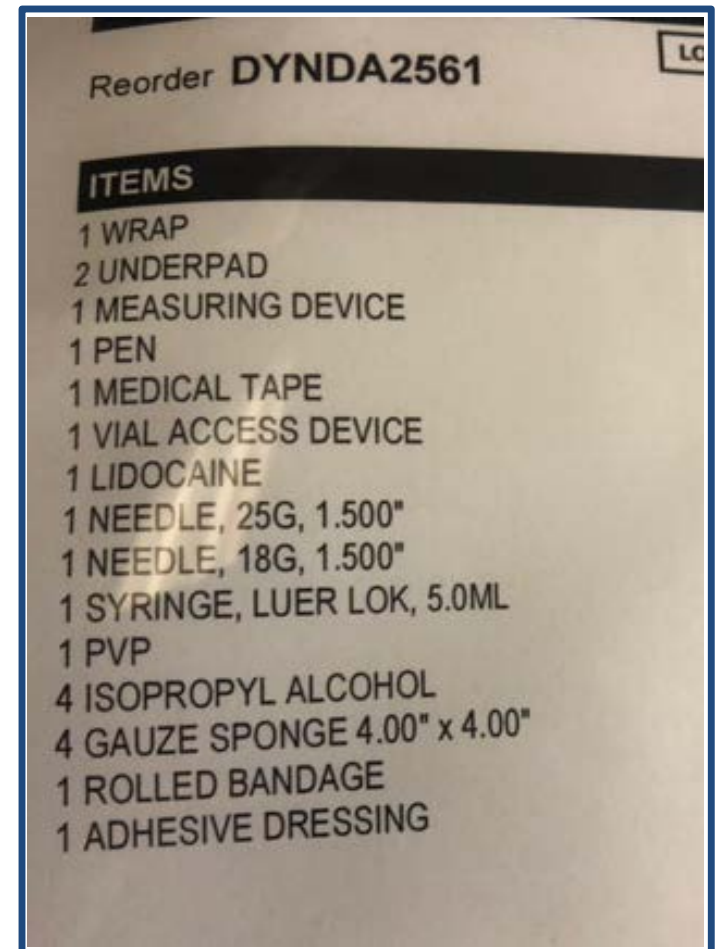 Reorder DYNDA2561
ITEMS
1 WRAP
2 UNDERPAD
1 MEASURING DEVICE
1 PEN
1 MEDICAL TAPE
1 VIAL ACCESS DEVICE
1 LIDOCAINE
1 NEEDLE, 25G, 1.500"
1 NEEDLE, 18G, 1.500"
1 SYRINGE, LUER LOK, 5.0ML
1 PVP
4 ISOPROPYL ALCOHOL
4 GAUZE SPONGE 4.00" x 4.00"
1 ROLLED BANDAGE
1 ADHESIVE DRESSING